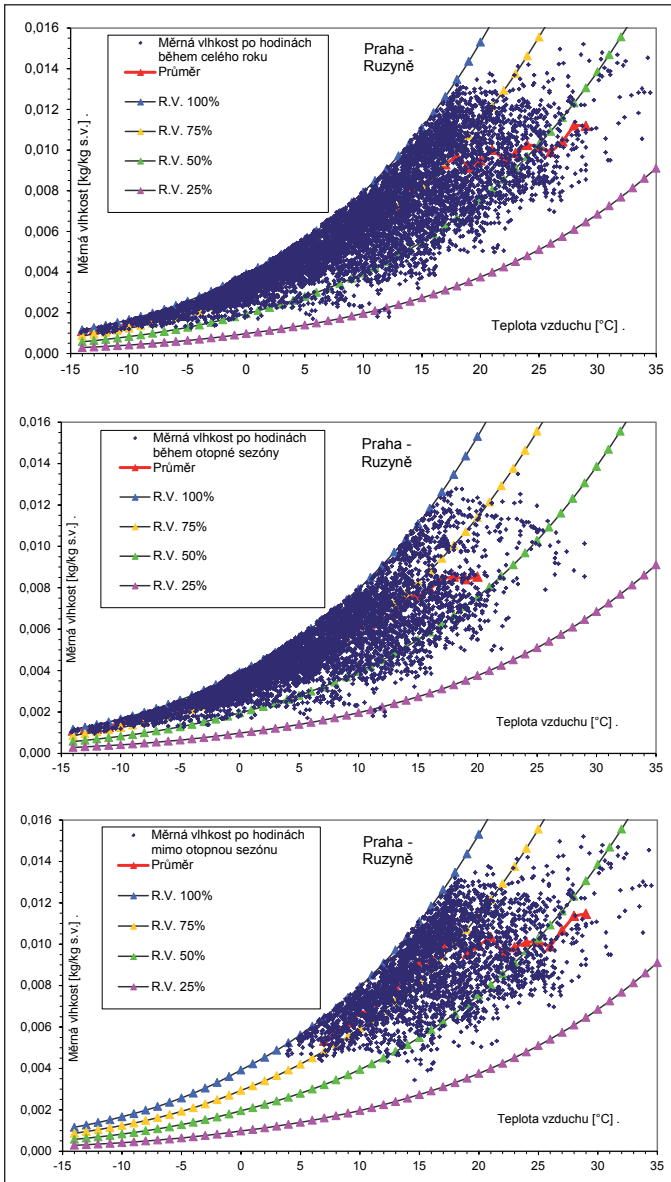 0,016
0,014
0,012
0,010
0,008
0,006
0,004
0,002
0,000
Měrná vlhkost [kg/kg s.v.] .
Měrná vlhkost po hodinách
během celého roku
Průměr
R.V. 100%
R.V. 75%
R.V. 50%
R.V. 25%
Praha -
Ruzyně
Teplota vzduchu [°C] .
-15 -10 -5 0 5 10 15 20 25 30 35
0,016
0,014
0,012
0,010
0,008
0,006
0,004
0,002
0,000
Měrná vlhkost [kg/kg s.v.] .
Měrná vlhkost po hodinách
během otopné sezóny
Průměr
R.V. 100%
R.V. 75%
R.V. 50%
R.V. 25%
Praha -
Ruzyně
Teplota vzduchu [°C] .
-15 -10 -5 0 5 10 15 20 25 30 35
0,016
0,014
0,012
0,010
0,008
0,006
0,004
0,002
0,000
Měrná vlhkost [kg/kg s.v.] .
Měrná vlhkost po hodinách
mimo otopnou sezónu
Průměr
R.V. 100%
R.V. 75%
R.V. 50%
R.V. 25%
Praha -
Ruzyně
Teplota vzduchu [°C] .
-15 -10 -5 0 5 10 15 20 25 30 35